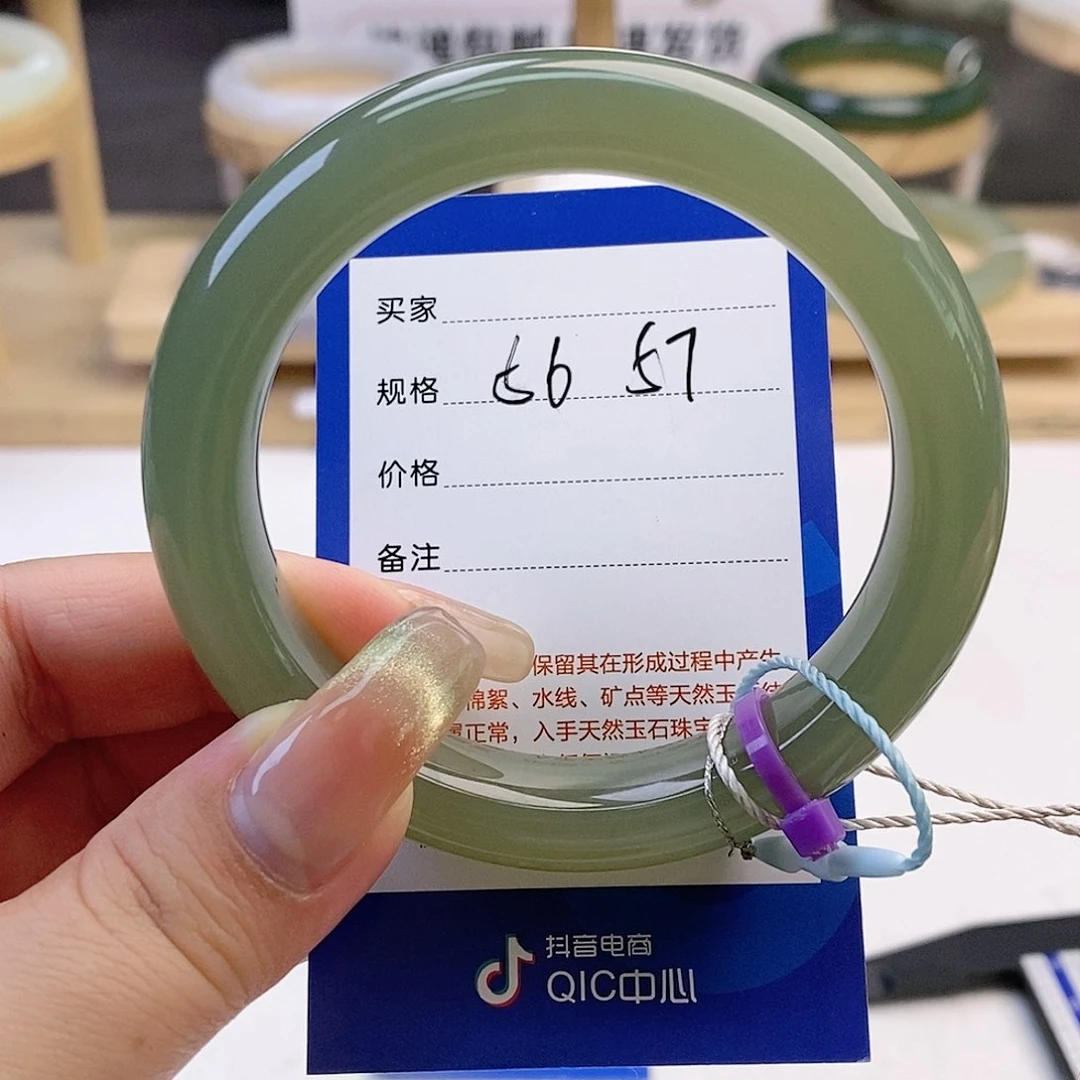 买家
规格 56 57
价格
备注
保留其在形成过程中产生
棉絮、水线、矿点等天然玉
正常，入手天然玉石珠宝
抖音电商
QIC中心